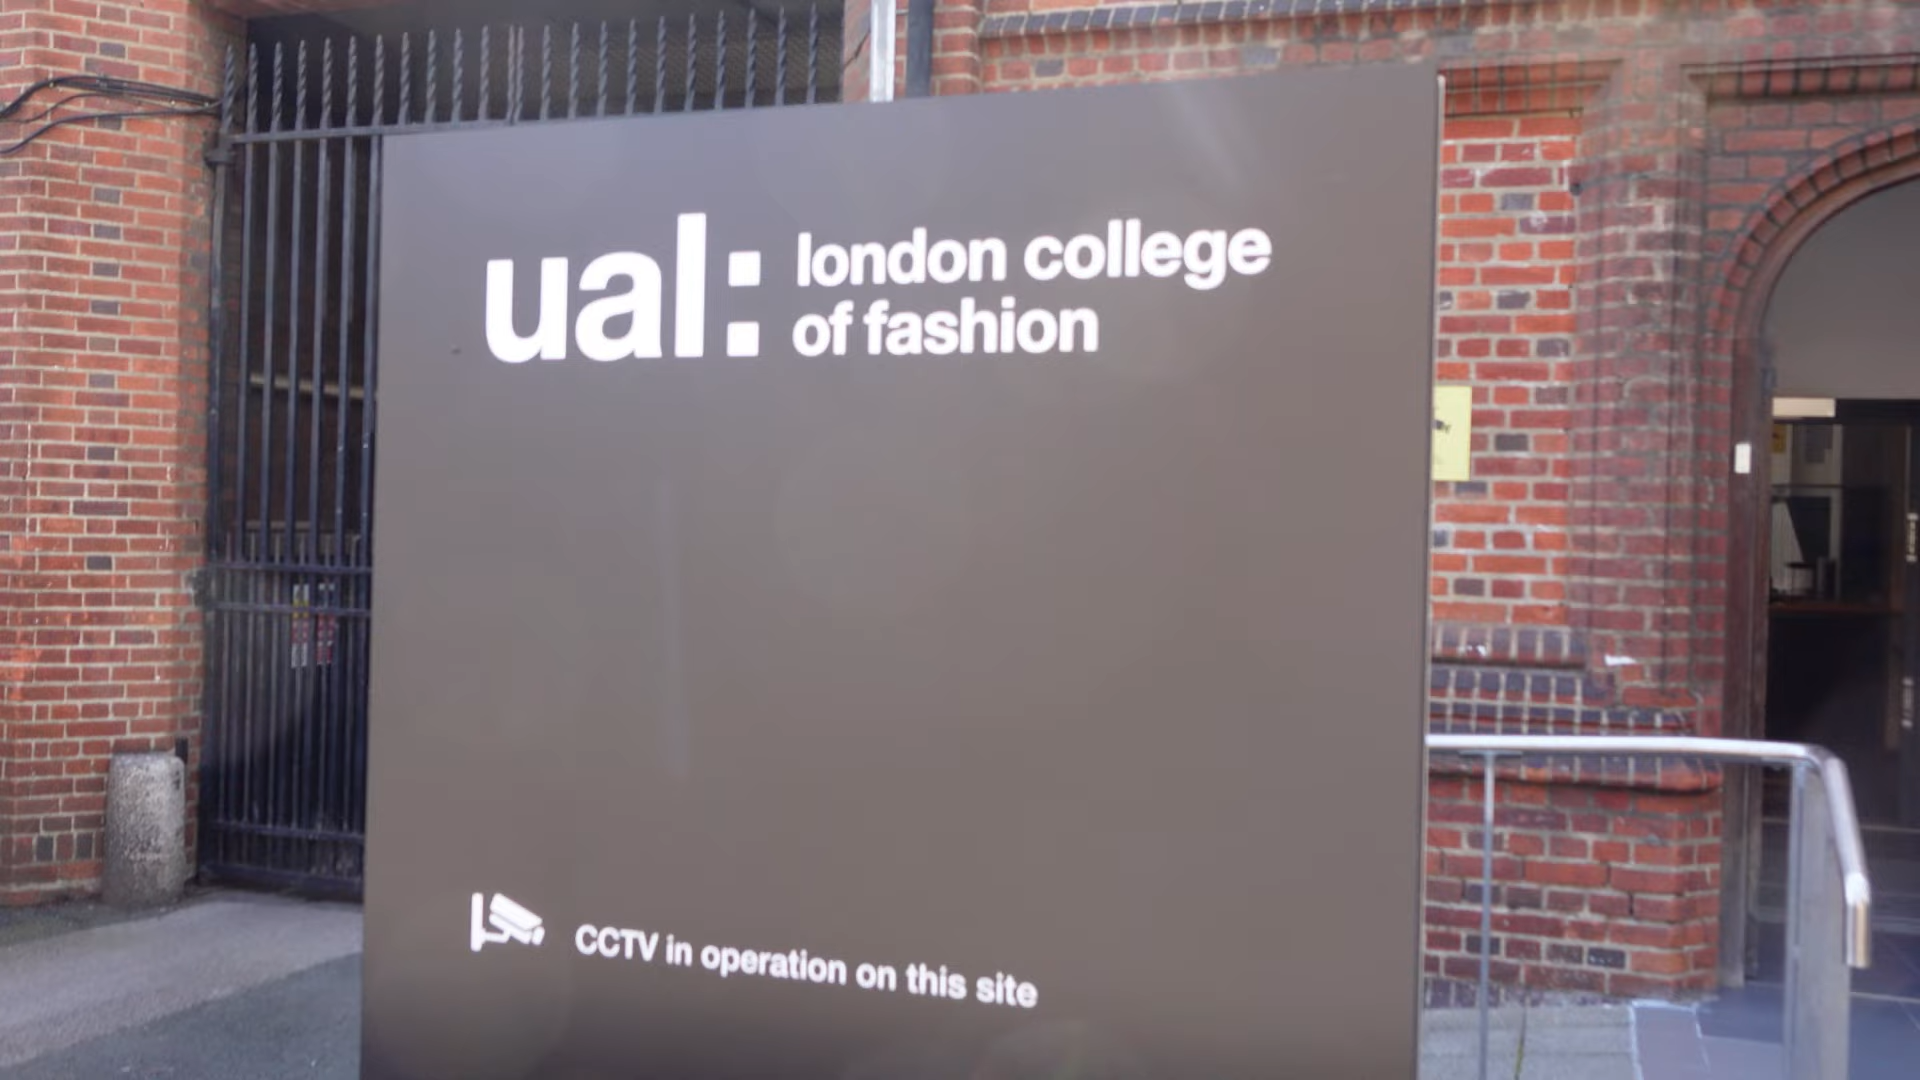 ual: london college
of fashion
CCTV in operation on this site